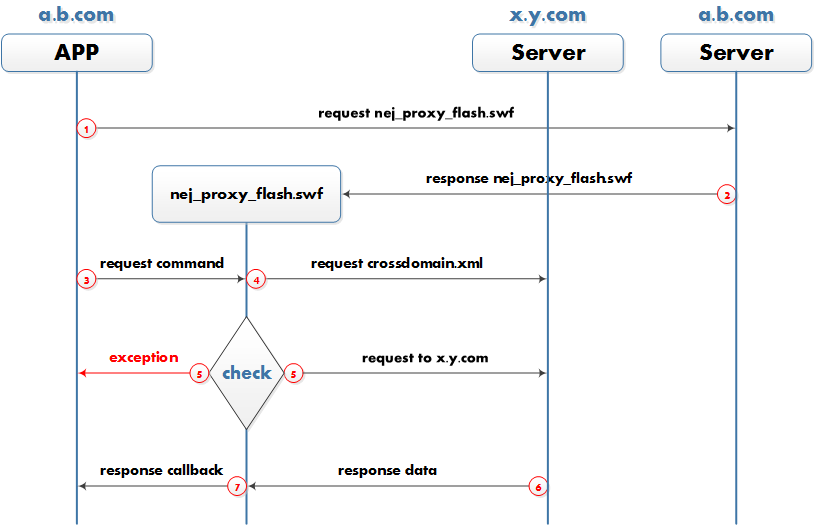 a.b.com
x.y.com
a.b.com
APP
Server
Server
request nej_proxy_flash.swf
1
response nej_proxy_flash.swf
nej_proxy_flash.swf
2
request command
request crossdomain.xml
3
4
exception
request to x.y.com
5
check
5
response callback
response data
7
6